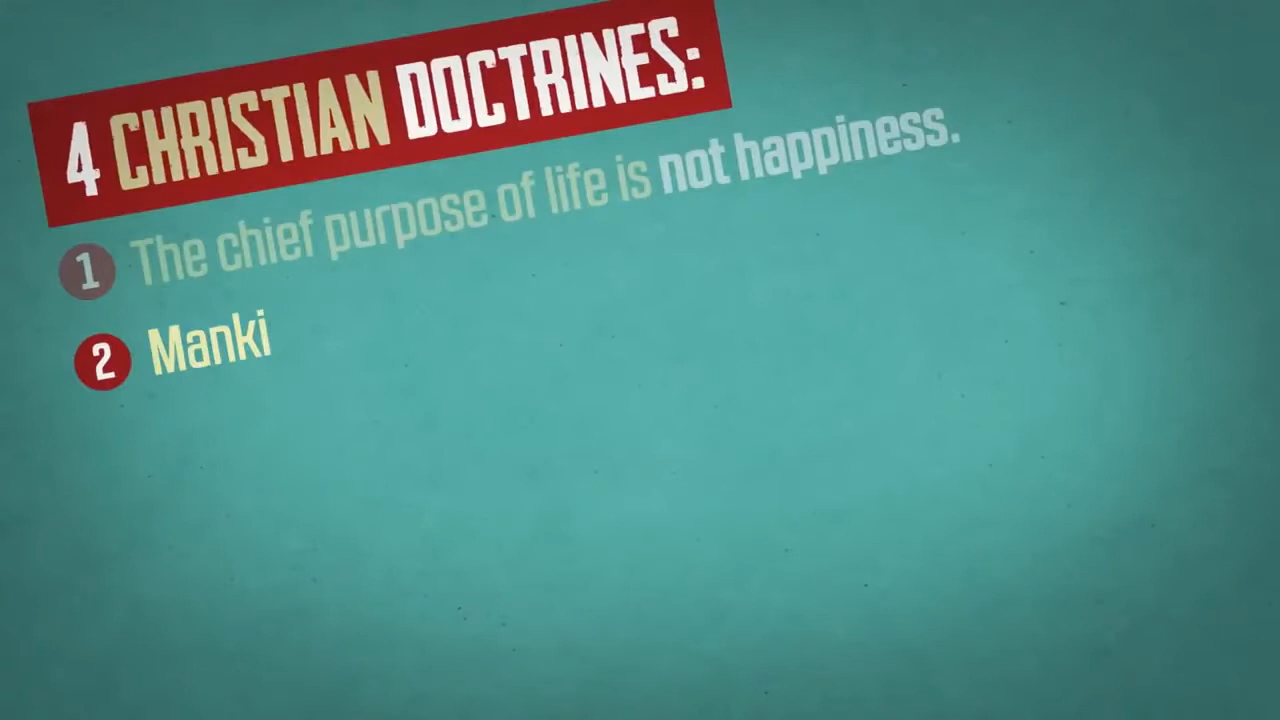 4 CHRISTIAN DOCTRINES:
1 The chief purpose of life is not happiness.
2 Manki